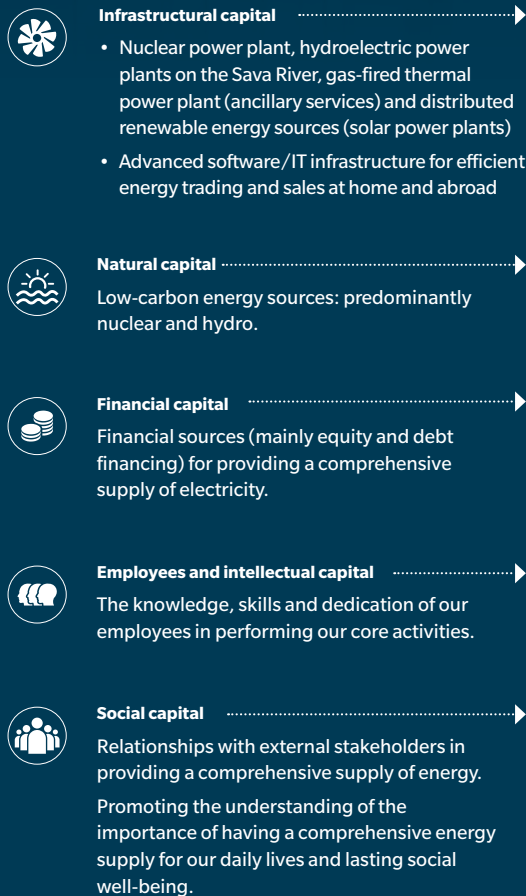 Infrastructural capital
• Nuclear power plant, hydroelectric power
plants on the Sava River, gas-fired thermal
power plant (ancillary services) and distributed
renewable energy sources (solar power plants)
• Advanced software/IT infrastructure for efficient
energy trading and sales at home and abroad
Natural capital
Low-carbon energy sources: predominantly
nuclear and hydro.
Financial capital
Financial sources (mainly equity and debt
financing) for providing a comprehensive
supply of electricity.
Employees and intellectual capital
The knowledge, skills and dedication of our
employees in performing our core activities.
Social capital
Relationships with external stakeholders in
providing a comprehensive supply of energy.
Promoting the understanding of the
importance of having a comprehensive energy
supply for our daily lives and lasting social
well-being.